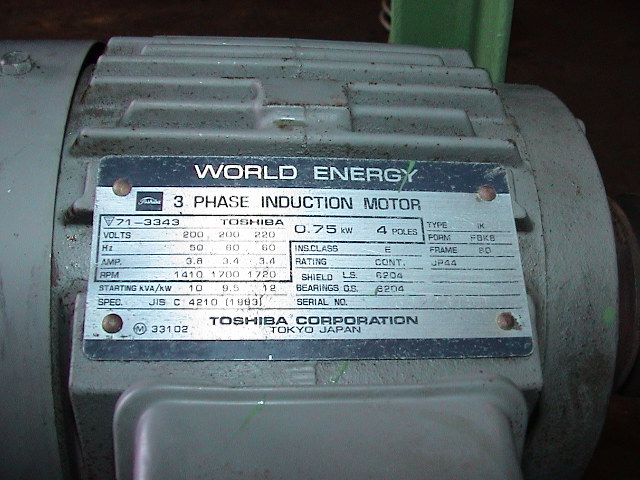 WORLD ENERGY
Toshiba 3 PHASE INDUCTION MOTOR
▽71-3343 TOSHIBA 0.75 kW 4 POLES TYPE IK
VOLTS 200 200 220 FORM FBK8
Hz 50 60 60 INS.CLASS E FRAME 80
AMP. 3.8 3.4 3.4 RATING CONT. JP44
RPM 1410 1700 1720 SHIELD L.S. 6204
STARTING KVA/KW 10 9.5 12 BEARINGS O.S. 6204
SPEC. JIS C 4210 (1983) SERIAL NO.
TOSHIBA CORPORATION
Ⓜ 33102 TOKYO JAPAN